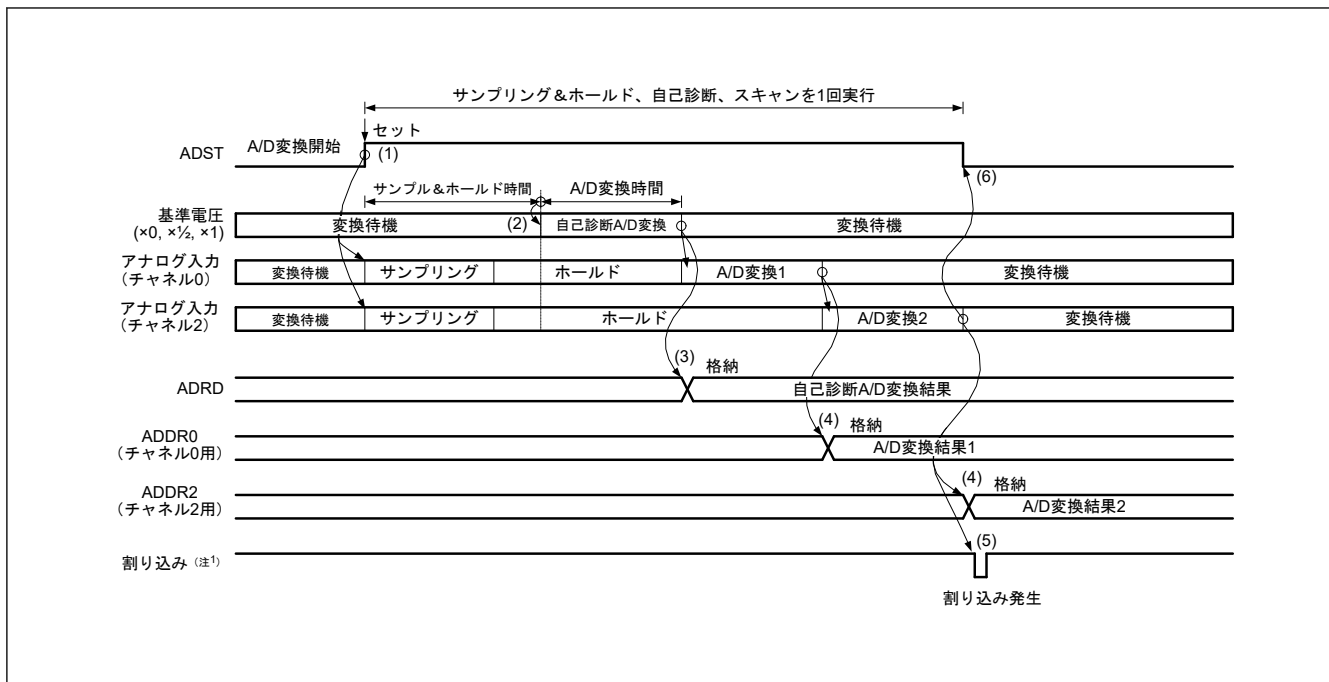 サンプリング＆ホールド、自己診断、スキャンを1回実行
セット
A/D変換開始
ADST
(1)
(6)
サンプル＆ホールド時間
A/D変換時間
基準電圧
(×0, ×½, ×1)
変換待機
(2)
自己診断A/D変換
変換待機
アナログ入力
（チャネル0）
変換待機
サンプリング
ホールド
A/D変換1
変換待機
アナログ入力
（チャネル2）
変換待機
サンプリング
ホールド
A/D変換2
変換待機
(3)
格納
ADRD
自己診断A/D変換結果
(4)
格納
ADDR0
（チャネル0用）
A/D変換結果1
(4)
格納
ADDR2
（チャネル2用）
A/D変換結果2
(5)
割り込み（注1）
割り込み発生